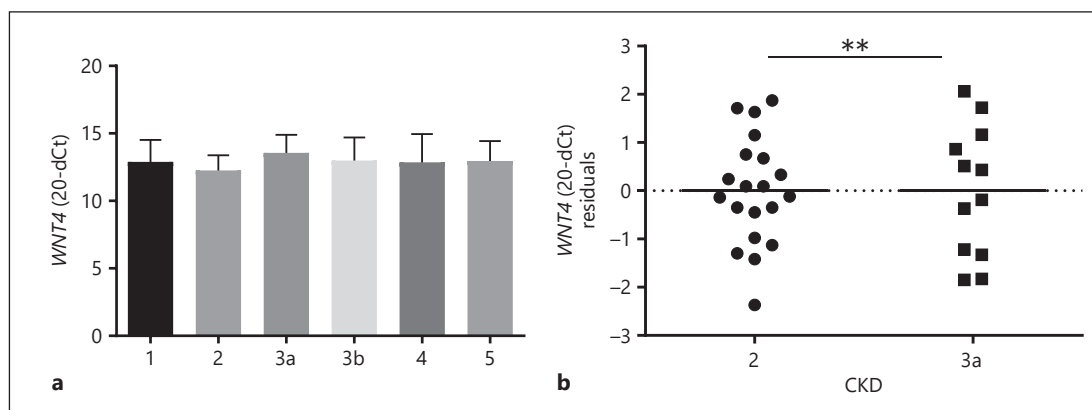 20
15
10
5
0
WNT4 (20-dCt)
1 2 3a 3b 4 5
a
3
2
1
0
–1
–2
–3
WNT4 (20-dCt)
residuals
**
2 3a
CKD
b